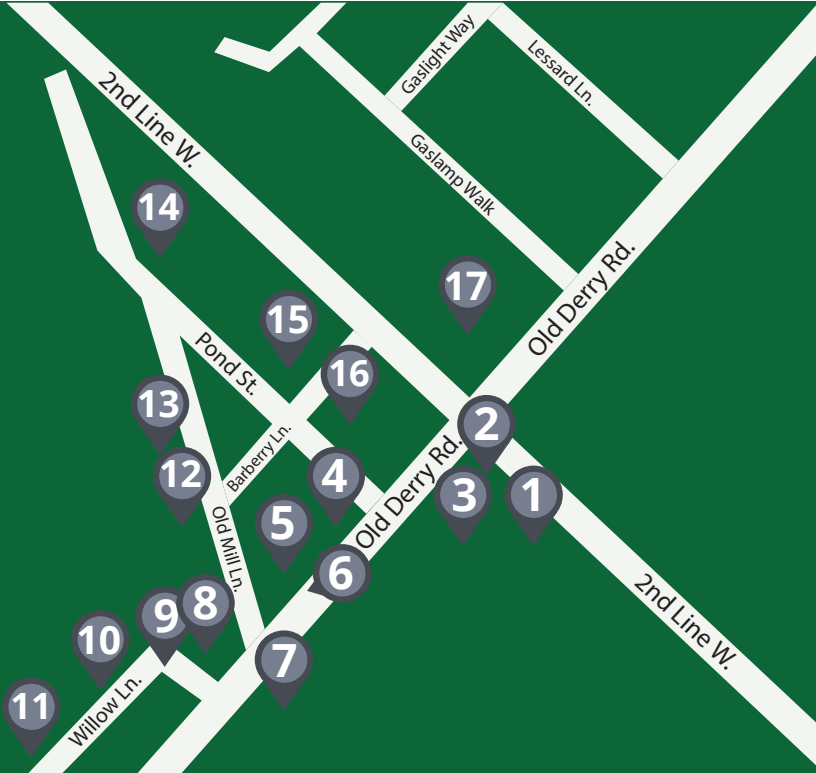 Gaslight Way
Lessard Ln.
2nd Line W.
Gaslamp Walk
14
17
Old Derry Rd.
15
Pond St.
16
13
2
Barberry Ln.
Old Derry Rd.
12
4
3
1
5
Old Mill Ln.
6
2nd Line W.
8
9
10
7
Willow Ln.
11